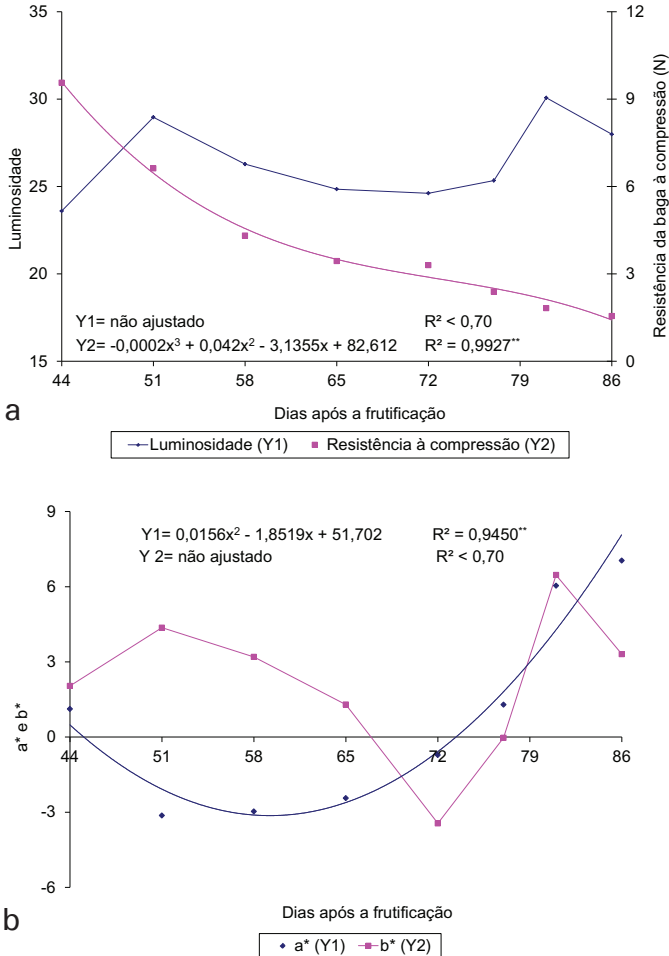 35
30
25
20
15
Luminosidade
12
9
6
3
0
Resistência da baga à compressão (N)
Y1= não ajustado R² < 0,70
Y2= -0,0002x³ + 0,042x² - 3,1355x + 82,612 R² = 0,9927**
44 51 58 65 72 79 86
Dias após a frutificação
a
Luminosidade (Y1) Resistência à compressão (Y2)
9
6
3
0
-3
-6
a* e b*
Y1= 0,0156x² - 1,8519x + 51,702 R² = 0,9450**
Y 2= não ajustado R² < 0,70
44 51 58 65 72 79 86
Dias após a frutificação
b
a* (Y1) b* (Y2)